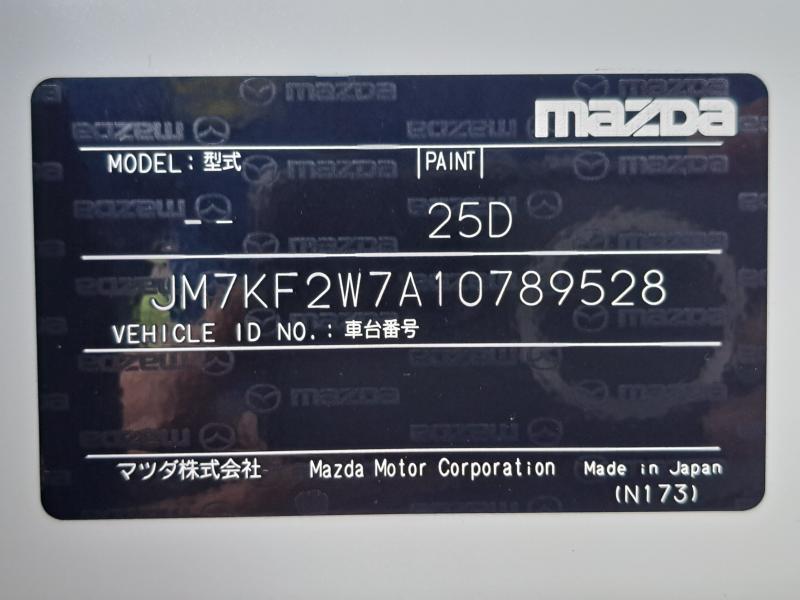 mazda
MODEL : 型式 PAINT
-- 25D
JM7KF2W7A10789528
VEHICLE ID NO. : 車台番号
マツダ株式会社 Mazda Motor Corporation Made in Japan
(N173)